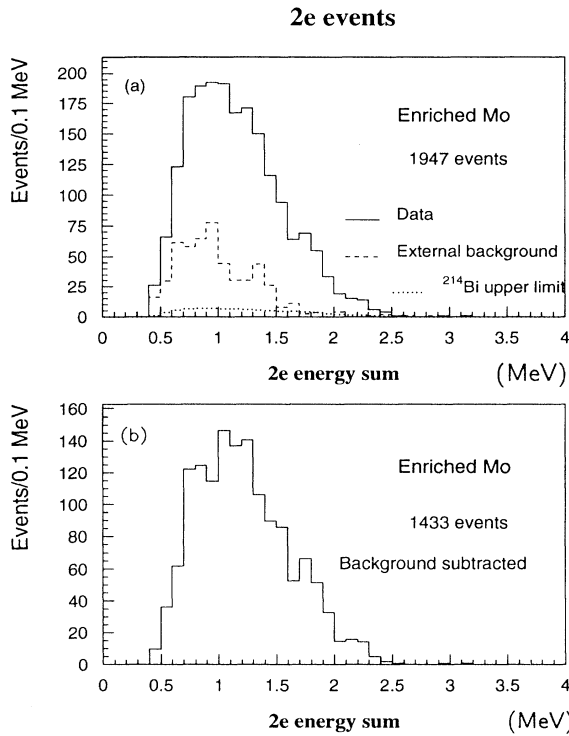 2e events
(a)
Events/0.1 MeV
200
175
150
125
100
75
50
25
0
Enriched Mo
1947 events
Data
External background
214Bi upper limit
0 0.5 1 1.5 2 2.5 3 3.5 4
2e energy sum (MeV)
(b)
Events/0.1 MeV
160
140
120
100
80
60
40
20
0
Enriched Mo
1433 events
Background subtracted
0 0.5 1 1.5 2 2.5 3 3.5 4
2e energy sum (MeV)